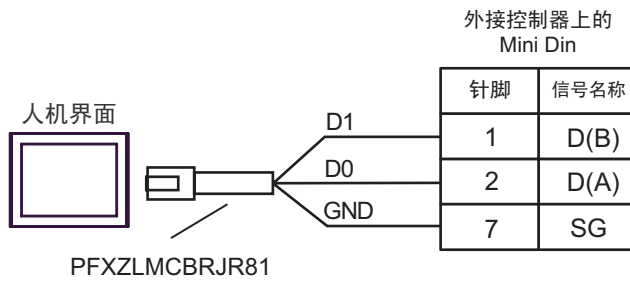 外接控制器上的
Mini Din
针脚 信号名称
人机界面
D1
1 D(B)
D0
2 D(A)
GND
7 SG
PFXZLMCBRJR81